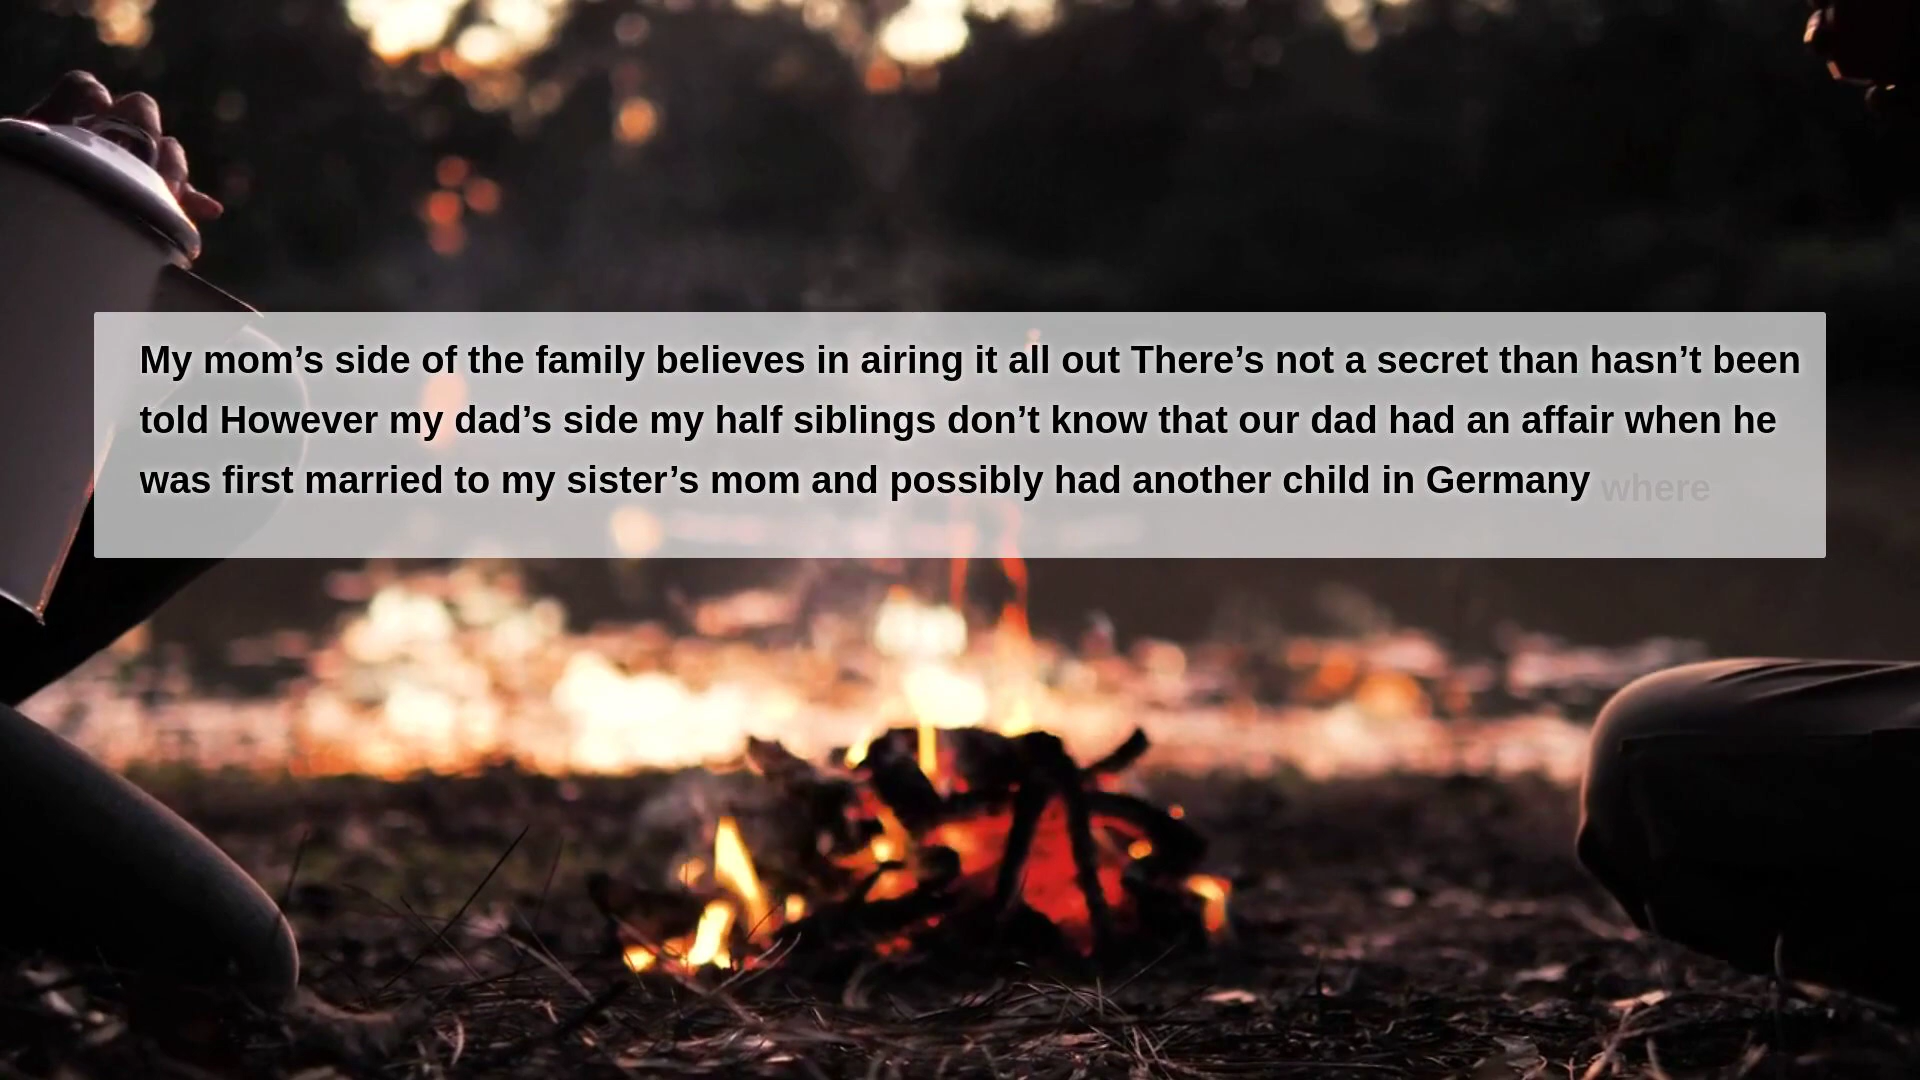 My mom’s side of the family believes in airing it all out There’s not a secret than hasn’t been
told However my dad’s side my half siblings don’t know that our dad had an affair when he
was first married to my sister’s mom and possibly had another child in Germany where